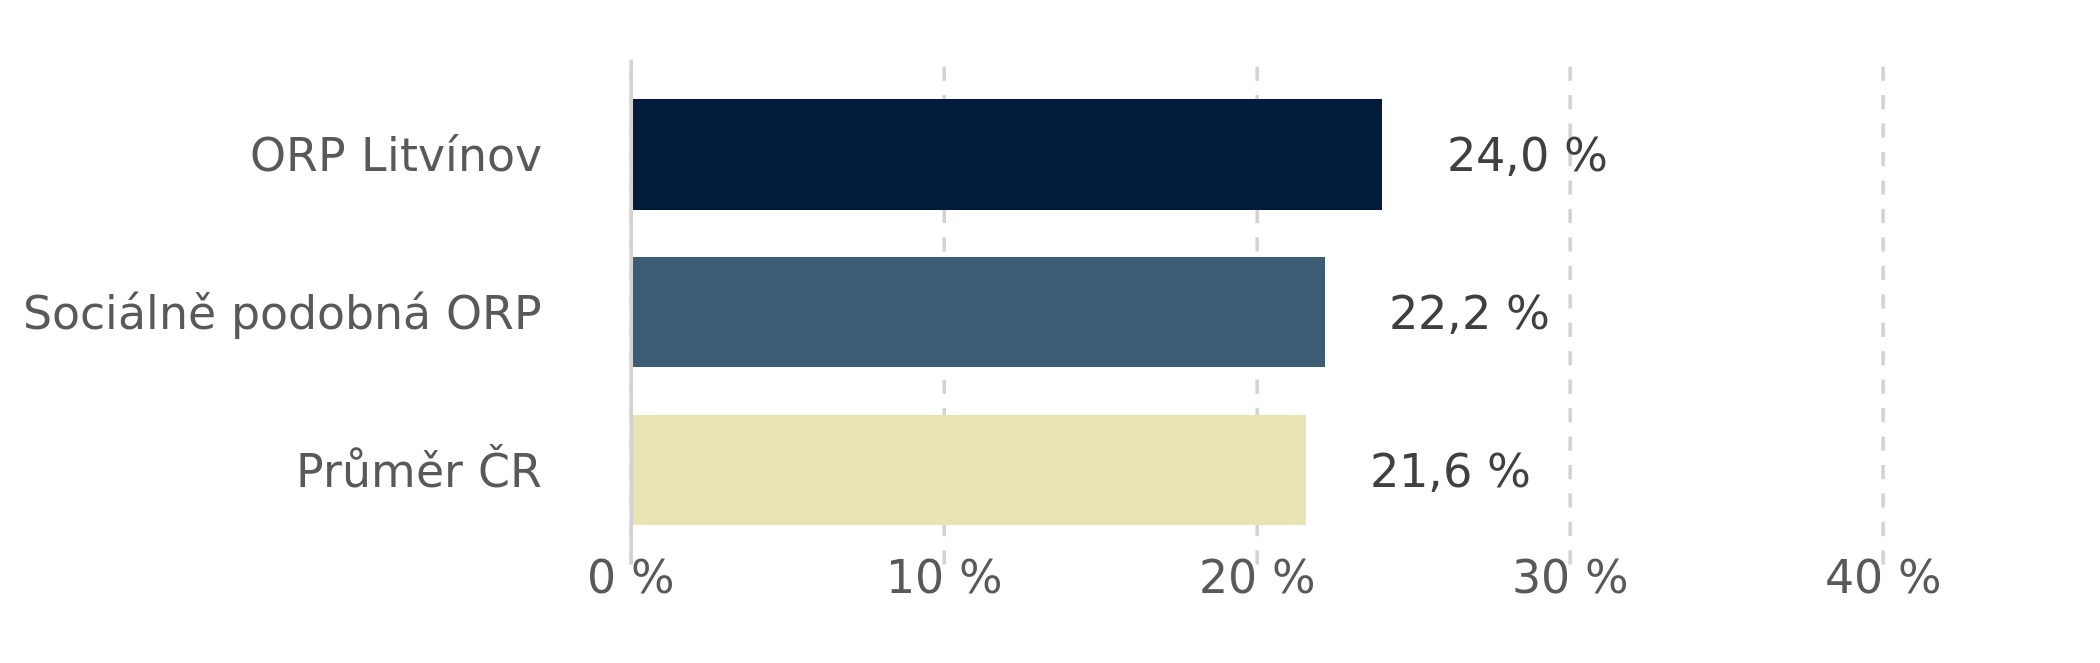 ORP Litvínov 24,0 %
Sociálně podobná ORP 22,2 %
Průměr ČR 21,6 %
0 % 10 % 20 % 30 % 40 %